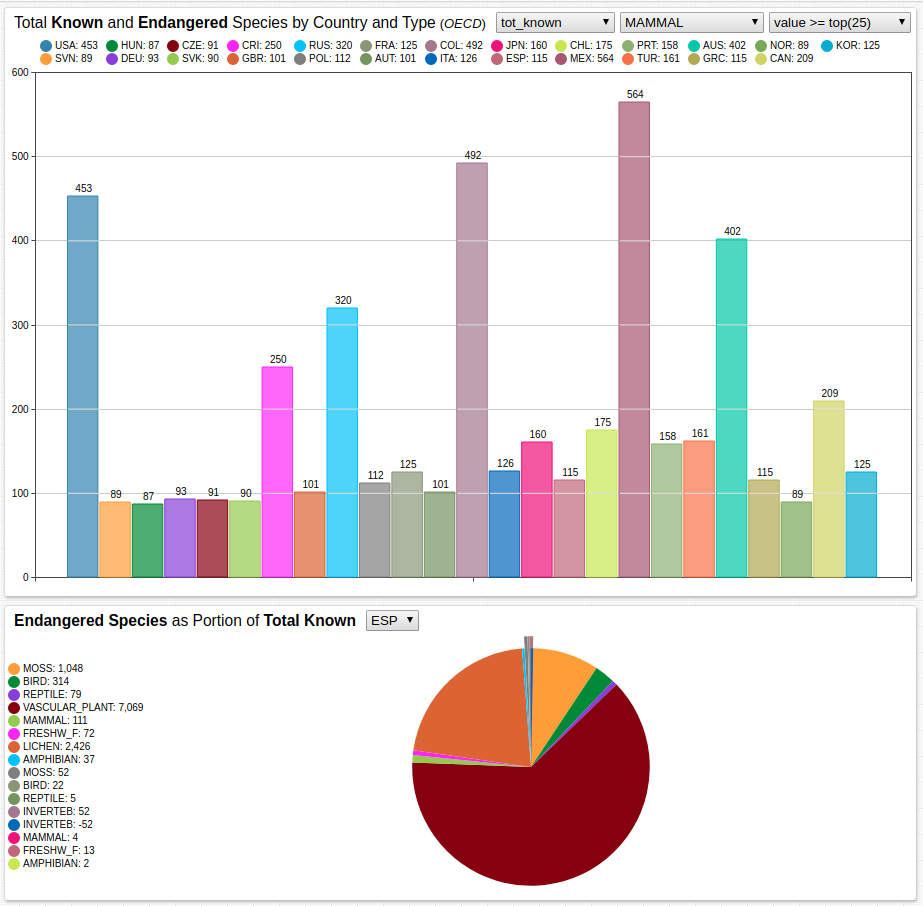 Total Known and Endangered Species by Country and Type (OECD) tot_known MAMMAL value >= top(25)
USA: 453 HUN: 87 CZE: 91 CRI: 250 RUS: 320 FRA: 125 COL: 492 JPN: 160 CHL: 175 PRT: 158 AUS: 402 NOR: 89 KOR: 125
SVN: 89 DEU: 93 SVK: 90 GBR: 101 POL: 112 AUT: 101 ITA: 126 ESP: 115 MEX: 564 TUR: 161 GRC: 115 CAN: 209
600
564
500
492
453
400
402
320
300
250
209
200
175
160
158
161
126
125
125
115
115
112
101
101
100
93
91
90
89
89
87
0
Endangered Species as Portion of Total Known ESP
MOSS: 1,048
BIRD: 314
REPTILE: 79
VASCULAR_PLANT: 7,069
MAMMAL: 111
FRESHW_F: 72
LICHEN: 2,426
AMPHIBIAN: 37
MOSS: 52
BIRD: 22
REPTILE: 5
INVERTEB: 52
INVERTEB: -52
MAMMAL: 4
FRESHW_F: 13
AMPHIBIAN: 2